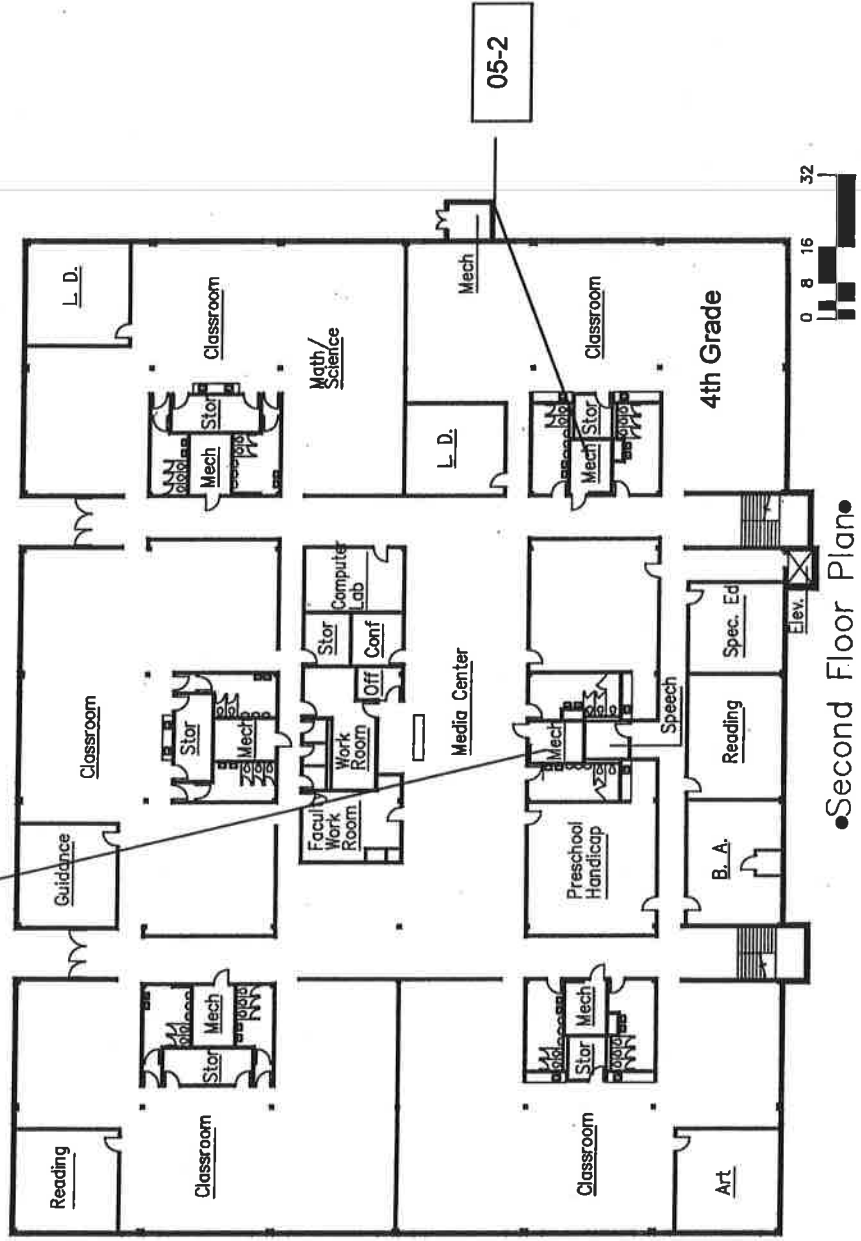 Reading
Guidance
L. D.
Classroom
Stor
Classroom
Stor
Mech
Mech
Stor
Mech
Classroom
Faculty
Work
Room
Work
Room
Off
Stor
Conf
Computer
Lab
Math/
Science
Media Center
L. D.
Mech
05-2
Classroom
Stor
Mech
Preschool
Handicap
Mech
Speech
Mech
Stor
Classroom
4th Grade
Art
B. A.
Reading
Spec. Ed
Elev.
•Second Floor Plan•
0 8 16 32